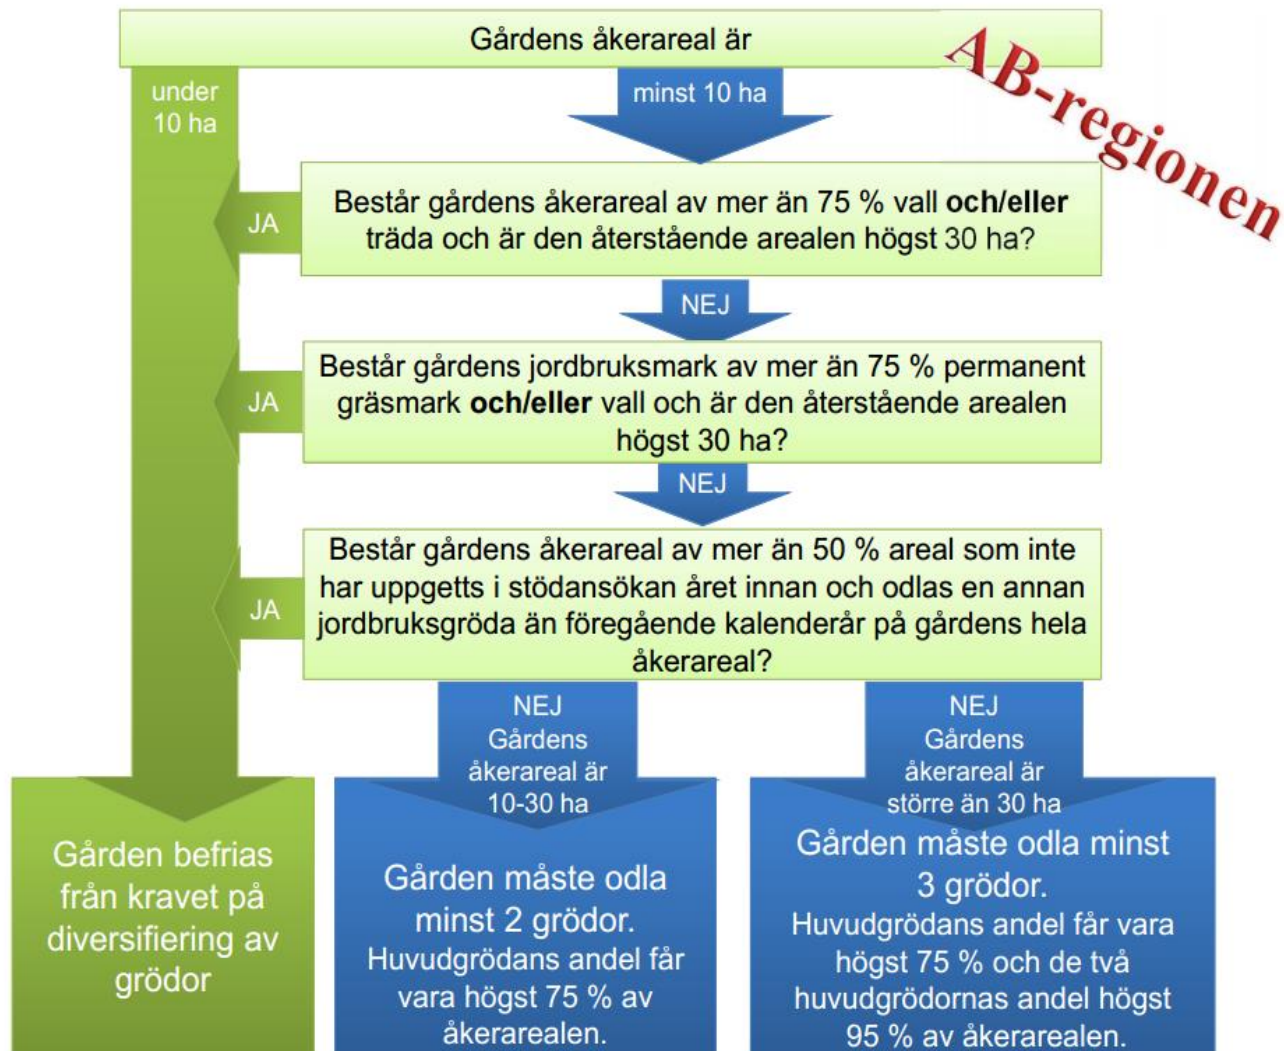 Gårdens åkerareal är
AB-regionen
under
10 ha
minst 10 ha
Består gårdens åkerareal av mer än 75 % vall och/eller
träda och är den återstående arealen högst 30 ha?
JA
NEJ
Består gårdens jordbruksmark av mer än 75 % permanent
gräsmark och/eller vall och är den återstående arealen
högst 30 ha?
JA
NEJ
Består gårdens åkerareal av mer än 50 % areal som inte
har uppgetts i stödansökan året innan och odlas en annan
jordbruksgröda än föregående kalenderår på gårdens hela
åkerareal?
JA
NEJ
Gårdens
åkerareal är
10-30 ha
NEJ
Gårdens
åkerareal är
större än 30 ha
Gården befrias
från kravet på
diversifiering av
grödor
Gården måste odla
minst 2 grödor.
Huvudgrödans andel får
vara högst 75 % av
åkerarealen.
Gården måste odla minst
3 grödor.
Huvudgrödans andel får vara
högst 75 % och de två
huvudgrödornas andel högst
95 % av åkerarealen.